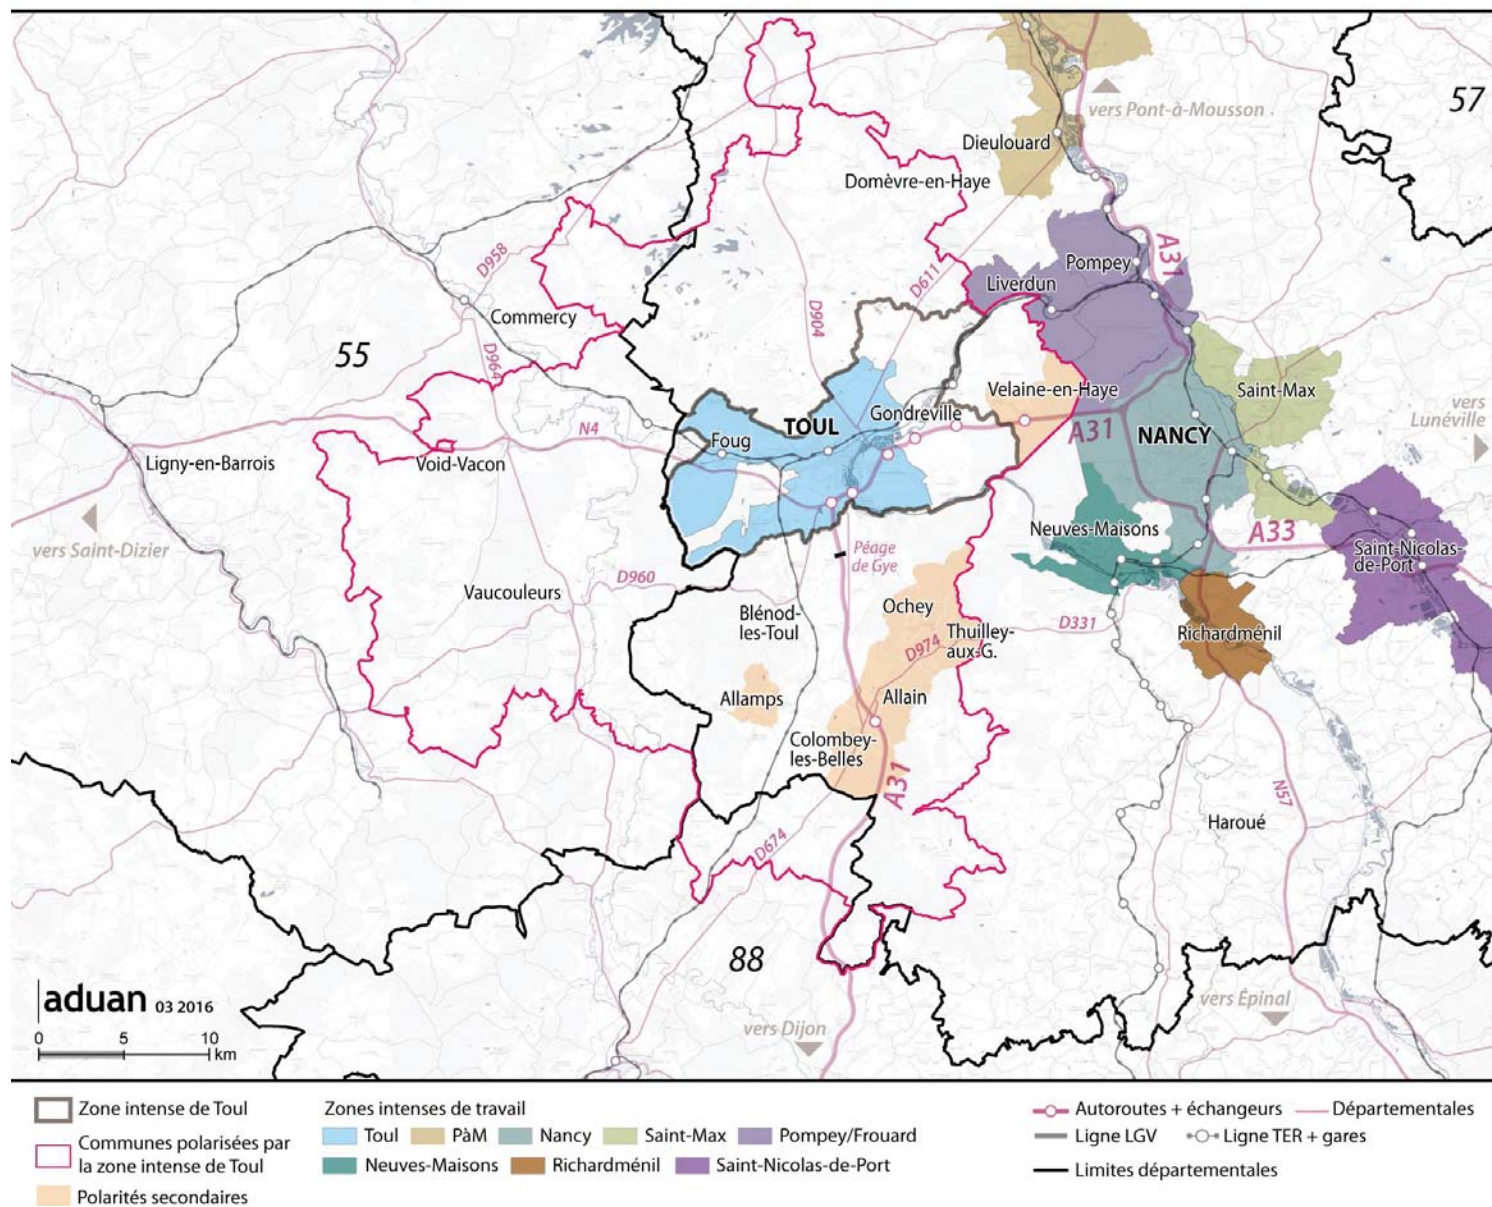 57
vers Pont-à-Mousson
Dieulouard
Domèvre-en-Haye
A31
Pompey
D958
D611
Liverdun
Commercy
D904
55
D964
Velaine-en-Haye
Saint-Max
vers
Lunéville
Gondreville
TOUL
A31
NANCY
N4
Foug
Ligny-en-Barrois
Void-Vacon
Neuves-Maisons
A33
vers Saint-Dizier
Péage
de Gye
Saint-Nicolas-
de-Port
D960
Vaucouleurs
Blénod-
les-Toul
Ochey
Thuilley-
aux-G.
D331
Richardménil
D974
Allamps
Allain
Colombey-
les-Belles
A31
N57
Haroué
D674
88
aduan 03 2016
vers Épinal
vers Dijon
0 5 10
km
Zone intense de Toul
Communes polarisées par
la zone intense de Toul
Polarités secondaires
Zones intenses de travail
Toul PàM Nancy Saint-Max Pompey/Frouard
Neuves-Maisons Richardménil Saint-Nicolas-de-Port
Autoroutes + échangeurs Départementales
Ligne LGV Ligne TER + gares
Limites départementales